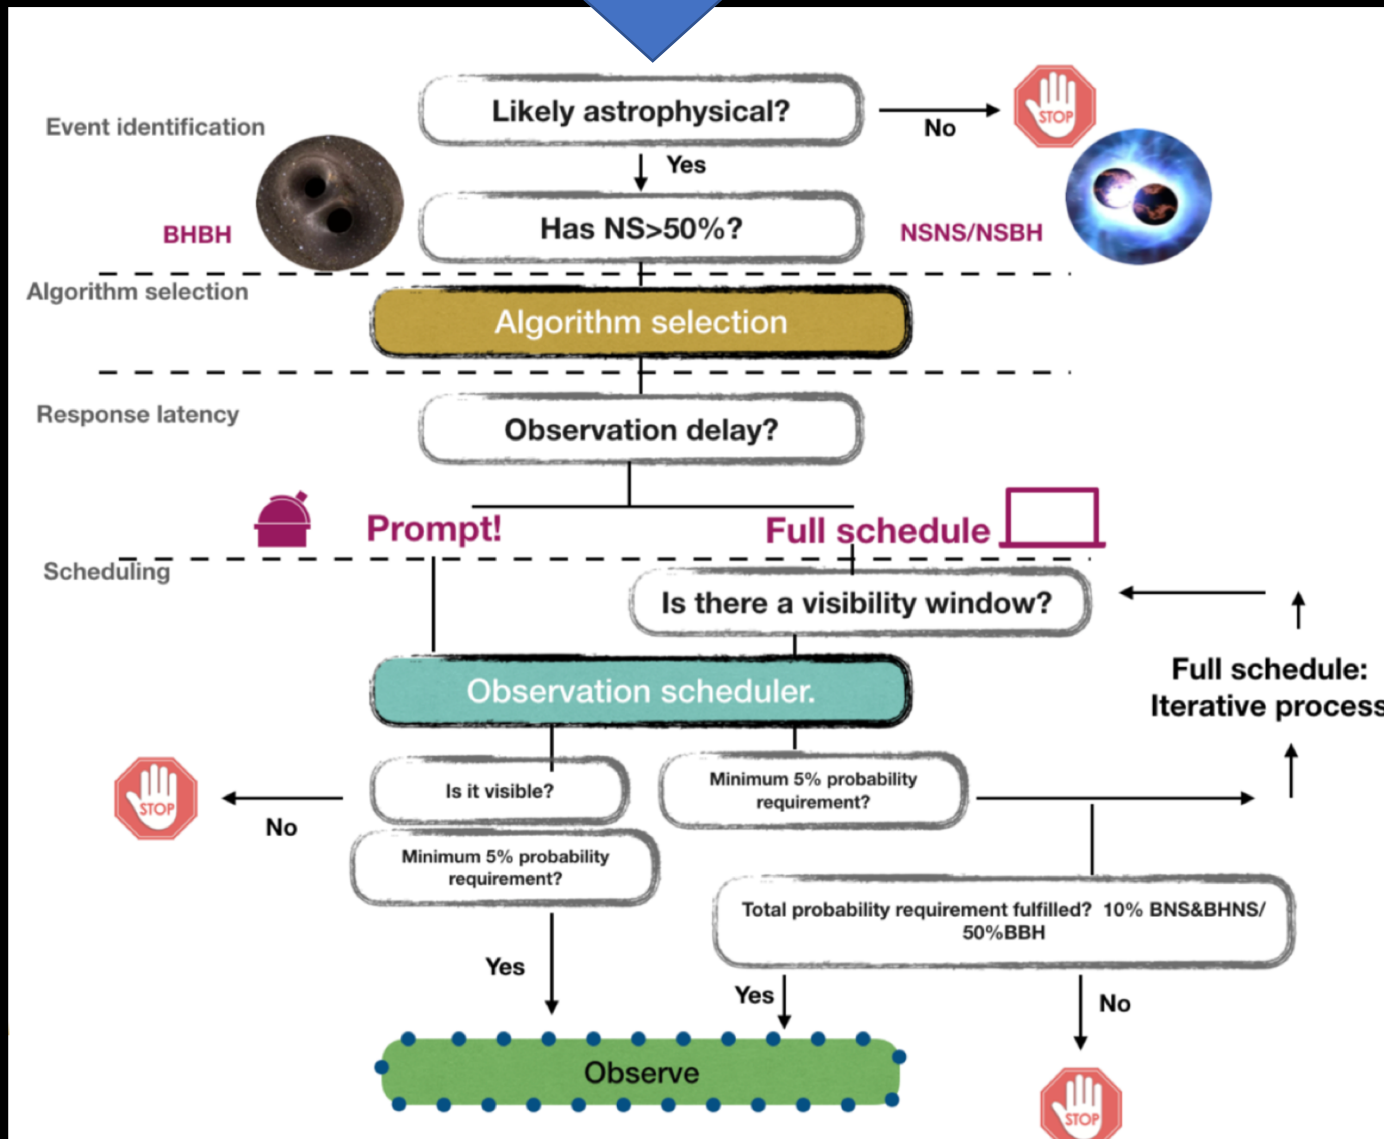 Likely astrophysical?
Event identification
No
STOP
Yes
Has NS>50%?
BHBH
NSNS/NSBH
Algorithm selection
Algorithm selection
Response latency
Observation delay?
Prompt!
Full schedule
Scheduling
Is there a visibility window?
Full schedule:
Iterative process
Observation scheduler.
STOP
No
Is it visible?
Minimum 5% probability
requirement?
Minimum 5% probability
requirement?
Total probability requirement fulfilled? 10% BNS&BHNS/
50%BBH
Yes
Yes
No
Observe
STOP